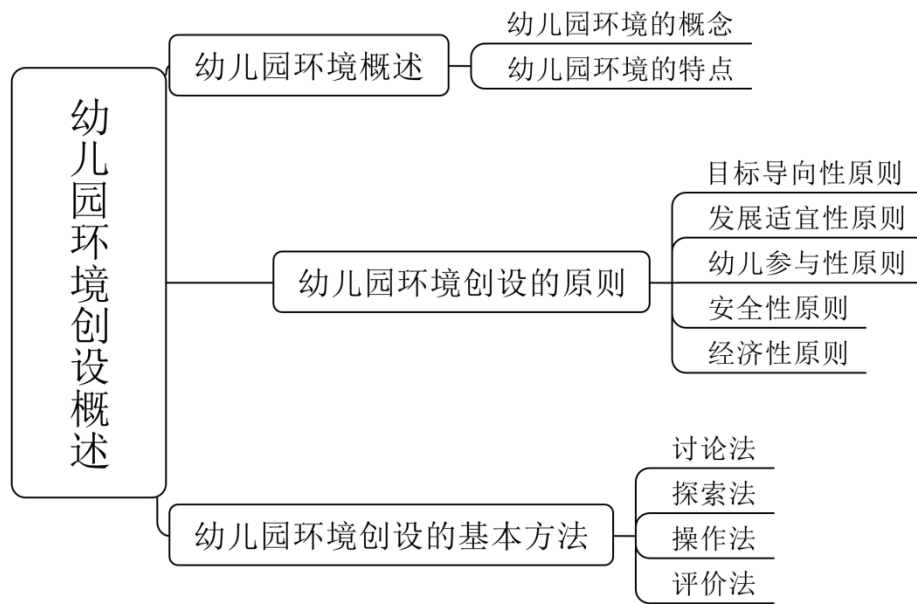 幼儿园环境创设概述
幼儿园环境概述
幼儿园环境的概念
幼儿园环境的特点
幼儿园环境创设的原则
目标导向性原则
发展适宜性原则
幼儿参与性原则
安全性原则
经济性原则
幼儿园环境创设的基本方法
讨论法
探索法
操作法
评价法